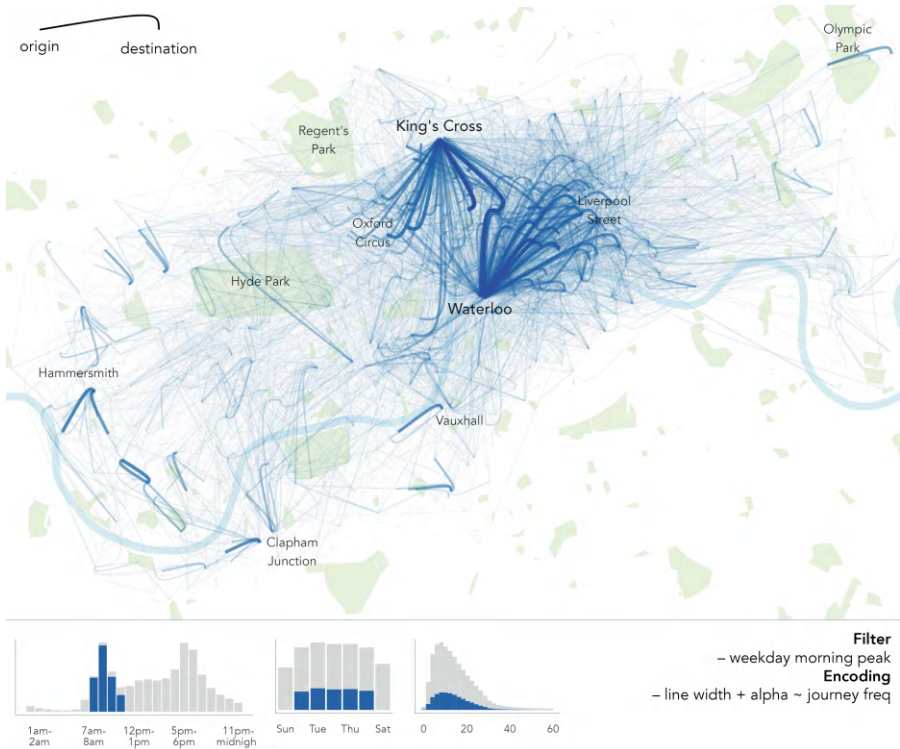 origin
destination
Olympic
Park
Regent's
Park
King's Cross
Liverpool
Street
Oxford
Circus
Hyde Park
Waterloo
Hammersmith
Vauxhall
Clapham
Junction
1am-
2am
7am-
8am
12pm-
1pm
5pm-
6pm
11pm-
midnigh
Sun Tue Thu Sat
0 20 40 60
Filter
– weekday morning peak
Encoding
– line width + alpha ~ journey freq